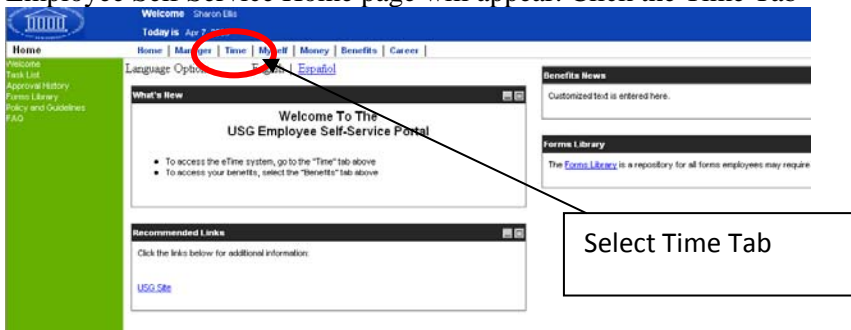 Employee Self Service Home page will appear. Click the Time Tab
Welcome Sharon Ellis
Today is Apr 7,
Home
Home | Manager | Time | Myself | Money | Benefits | Career |
Welcome
Task List
Approval History
Forms Library
Policy and Guidelines
FAQ
Language Options English | Español
What's New
Welcome To The
USG Employee Self-Service Portal
• To access the eTime system, go to the "Time" tab above
• To access your benefits, select the "Benefits" tab above
Recommended Links
Click the links below for additional information:
USG Site
Benefits News
Customized text is entered here.
Forms Library
The Forms Library is a repository for all forms employees may require
Select Time Tab